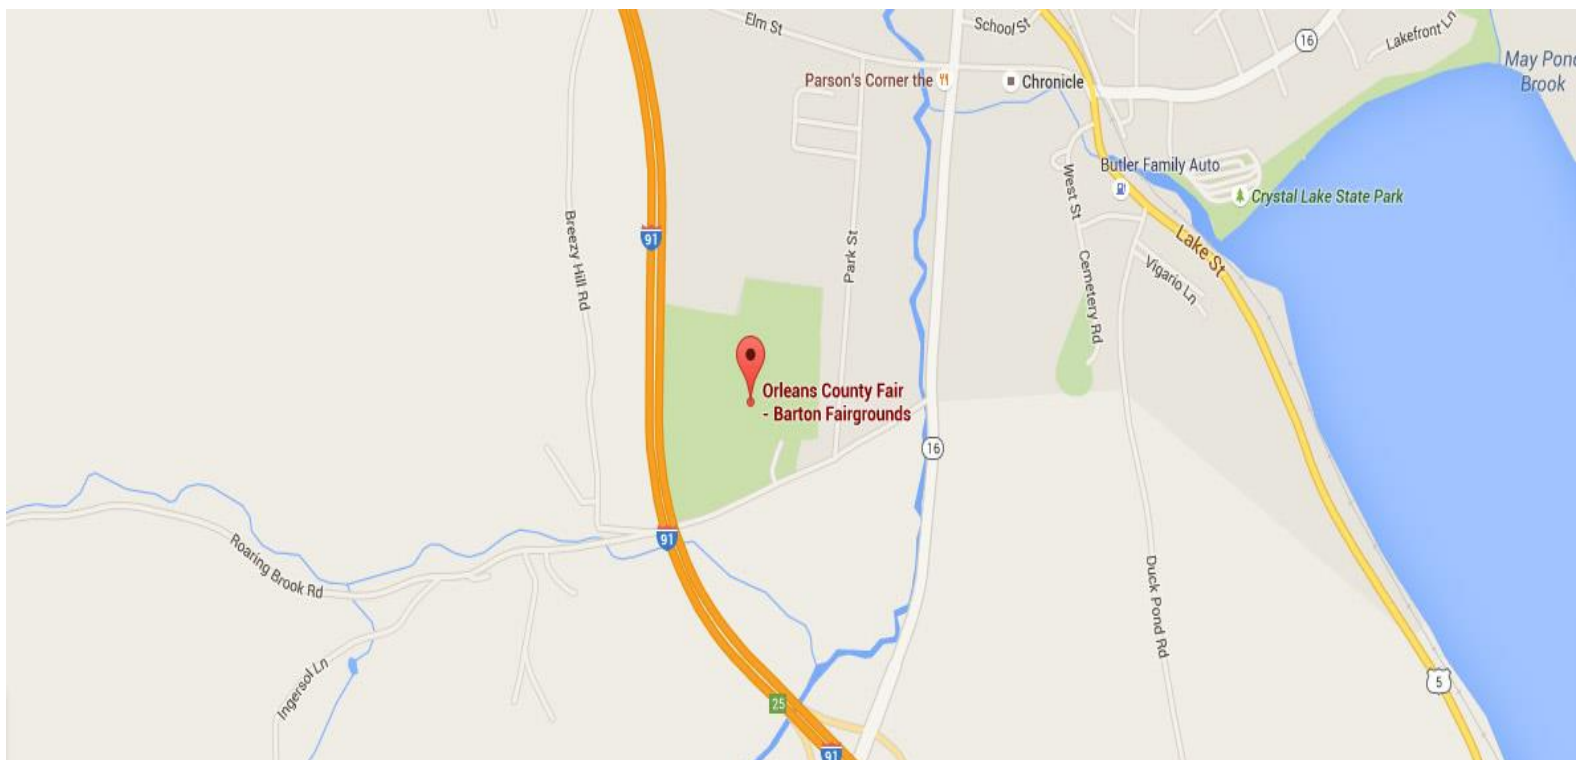 Elm St
School St
16
Lakefront Ln
May Pond
Brook
Parson's Corner the
Chronicle
Butler Family Auto
West St
Crystal Lake State Park
Breezy Hill Rd
91
Park St
Lake St
Cemetery Rd
Vigario Ln
Orleans County Fair
- Barton Fairgrounds
16
91
Roaring Brook Rd
Duck Pond Rd
Ingersol Ln
25
5
91